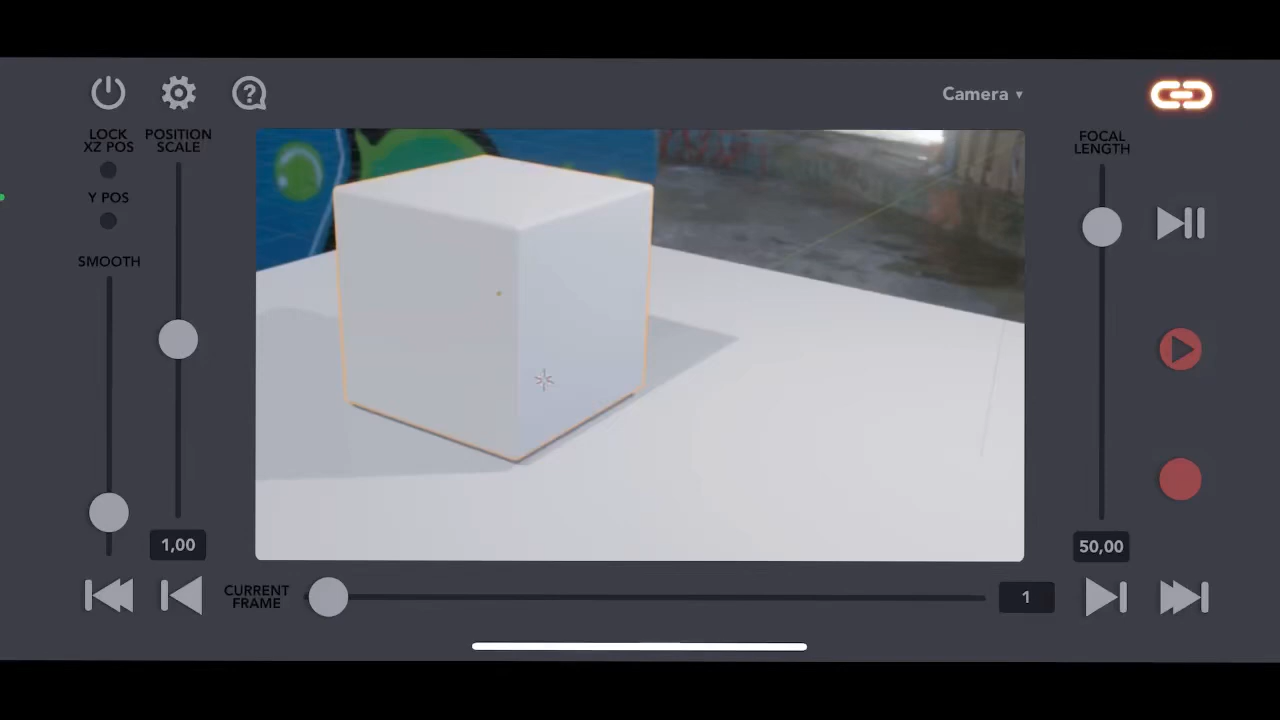 Camera ▾
LOCK
XZ POS
POSITION
SCALE
FOCAL
LENGTH
Y POS
SMOOTH
1,00
50,00
CURRENT
FRAME
1